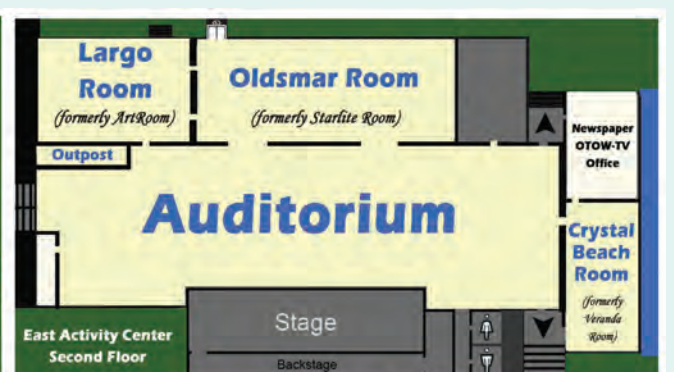 Largo
Room
(formerly ArtRoom)
Oldsmar Room
(formerly Starlite Room)
Outpost
Newspaper
OTOW-TV
Office
Auditorium
Crystal
Beach
Room
(formerly
Veranda
Room)
Stage
Backstage
East Activity Center
Second Floor